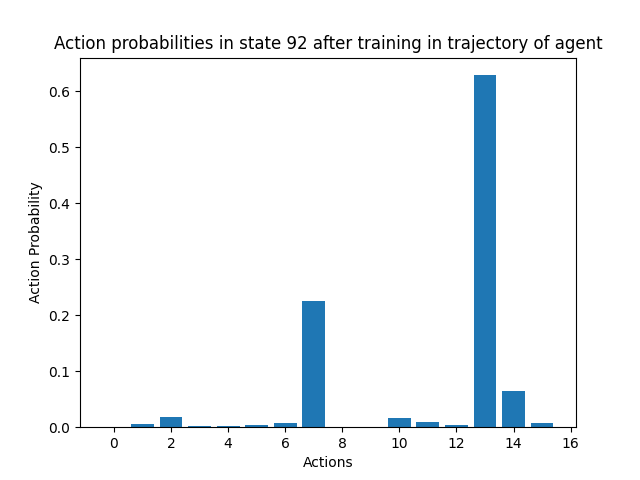 Action probabilities in state 92 after training in trajectory of agent
0.6
0.5
0.4
0.3
0.2
0.1
0.0
Action Probability
0 2 4 6 8 10 12 14 16
Actions